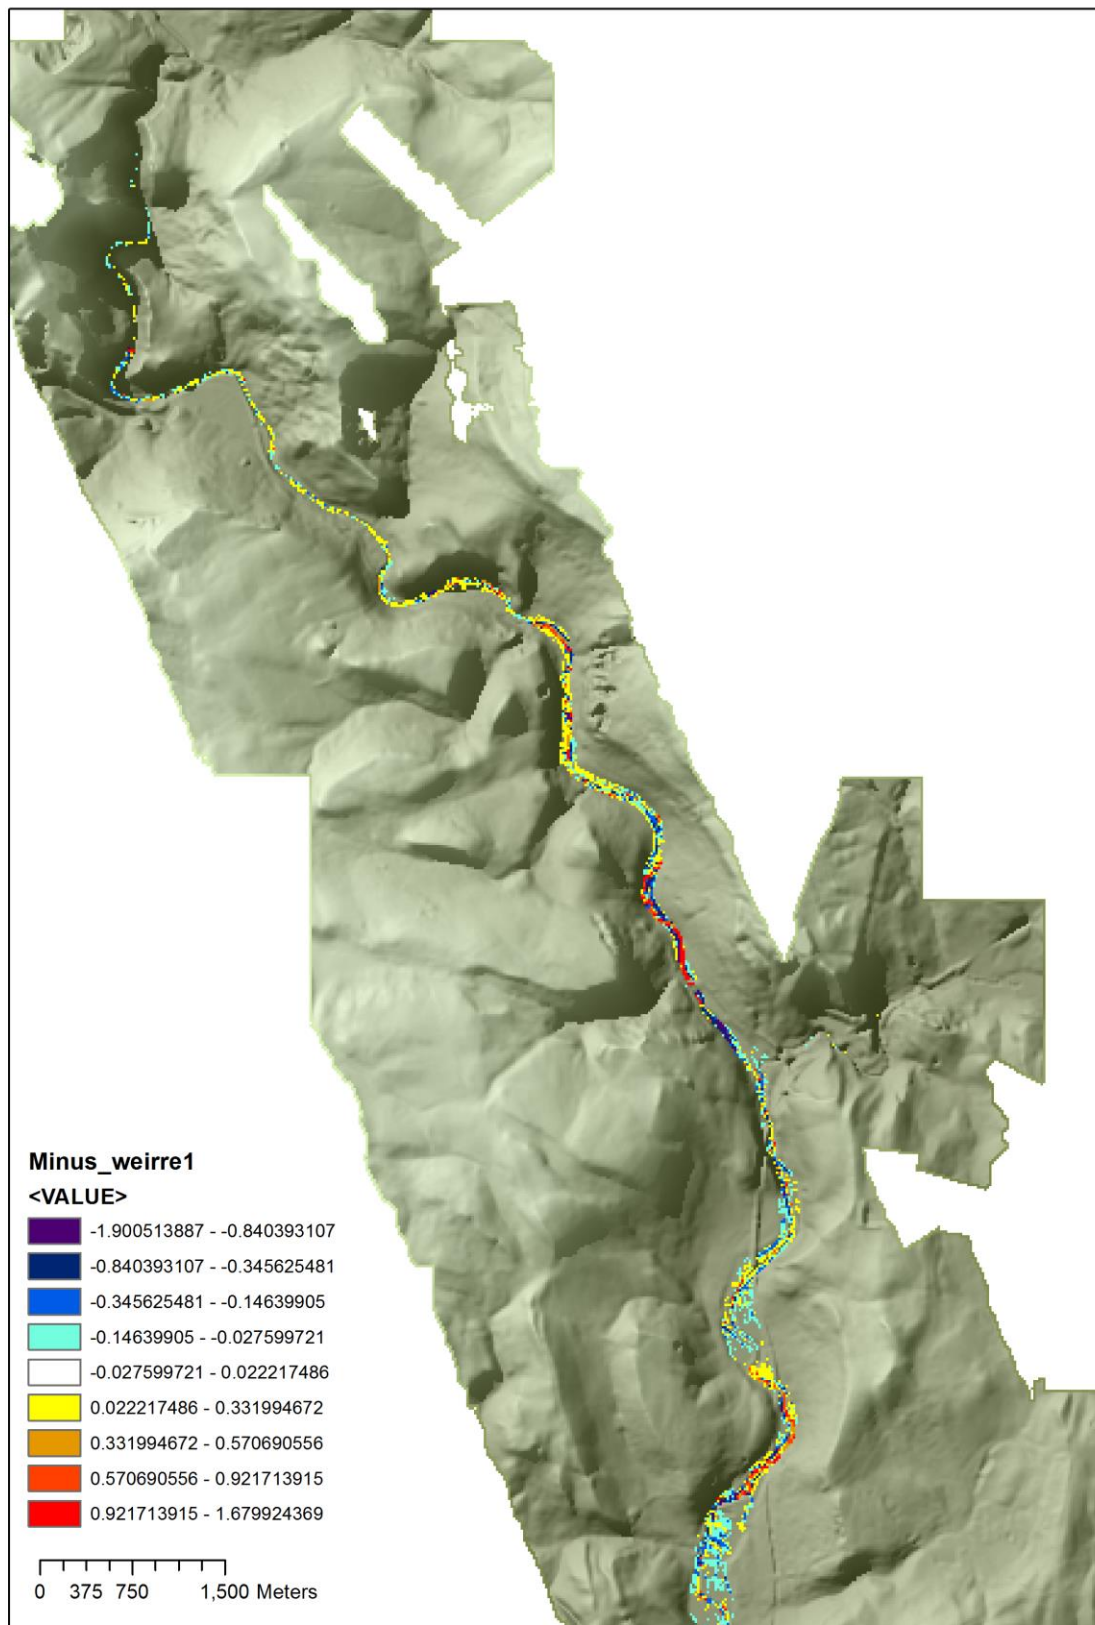 Minus_weirre1
<VALUE>
-1.900513887 - -0.840393107
-0.840393107 - -0.345625481
-0.345625481 - -0.14639905
-0.14639905 - -0.027599721
-0.027599721 - 0.022217486
0.022217486 - 0.331994672
0.331994672 - 0.570690556
0.570690556 - 0.921713915
0.921713915 - 1.679924369
0 375 750 1,500 Meters